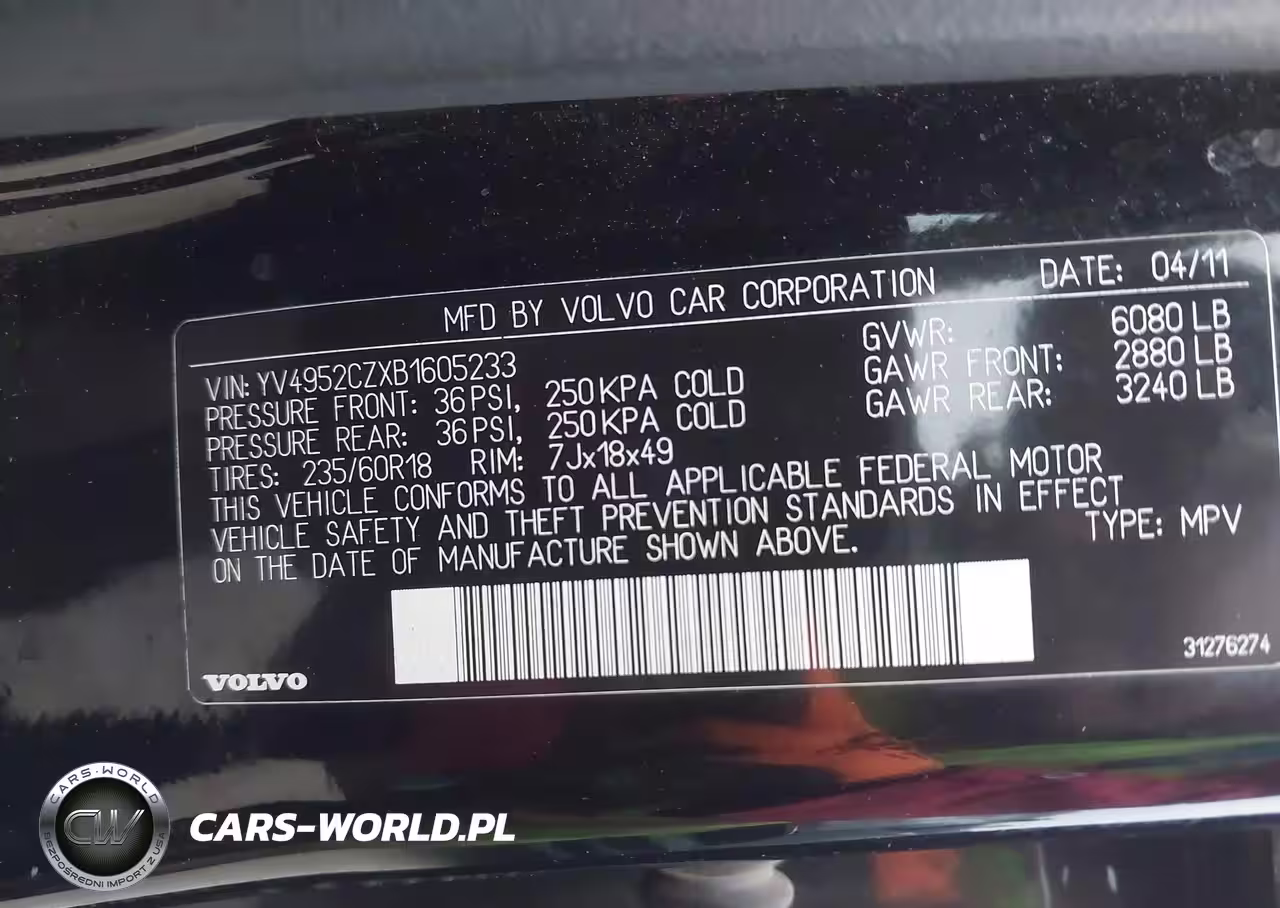 MFD BY VOLVO CAR CORPORATION DATE: 04/11
VIN: YV4952CZXB1605233 GVWR: 6080 LB
PRESSURE FRONT: 36 PSI, 250 KPA COLD GAWR FRONT: 2880 LB
PRESSURE REAR: 36 PSI, 250 KPA COLD GAWR REAR: 3240 LB
TIRES: 235/60R18 RIM: 7Jx18x49
THIS VEHICLE CONFORMS TO ALL APPLICABLE FEDERAL MOTOR
VEHICLE SAFETY AND THEFT PREVENTION STANDARDS IN EFFECT
ON THE DATE OF MANUFACTURE SHOWN ABOVE. TYPE: MPV
31276274
VOLVO
CARS-WORLD
CW
BEZPOŚREDNI IMPORT Z USA
CARS-WORLD.PL